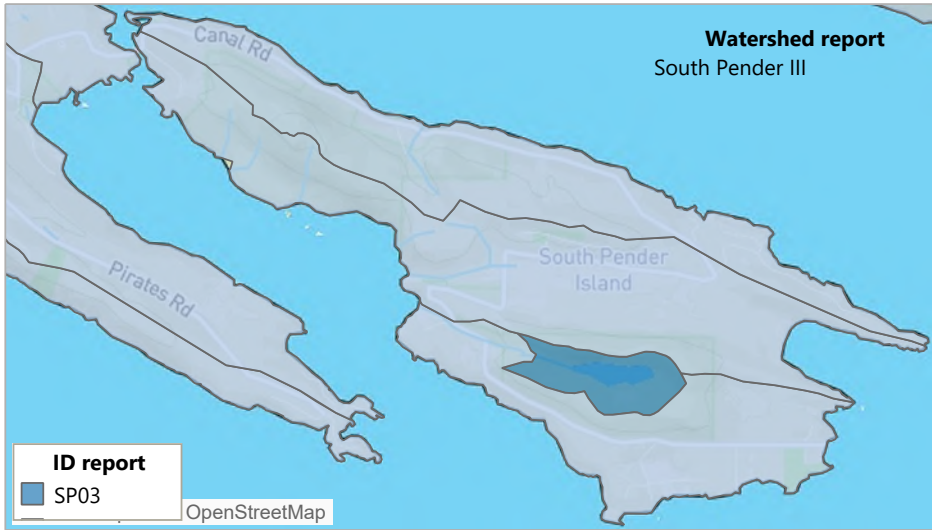 Canal Rd
Watershed report
South Pender III
South Pender
Island
Pirates Rd
ID report
SP03
OpenStreetMap